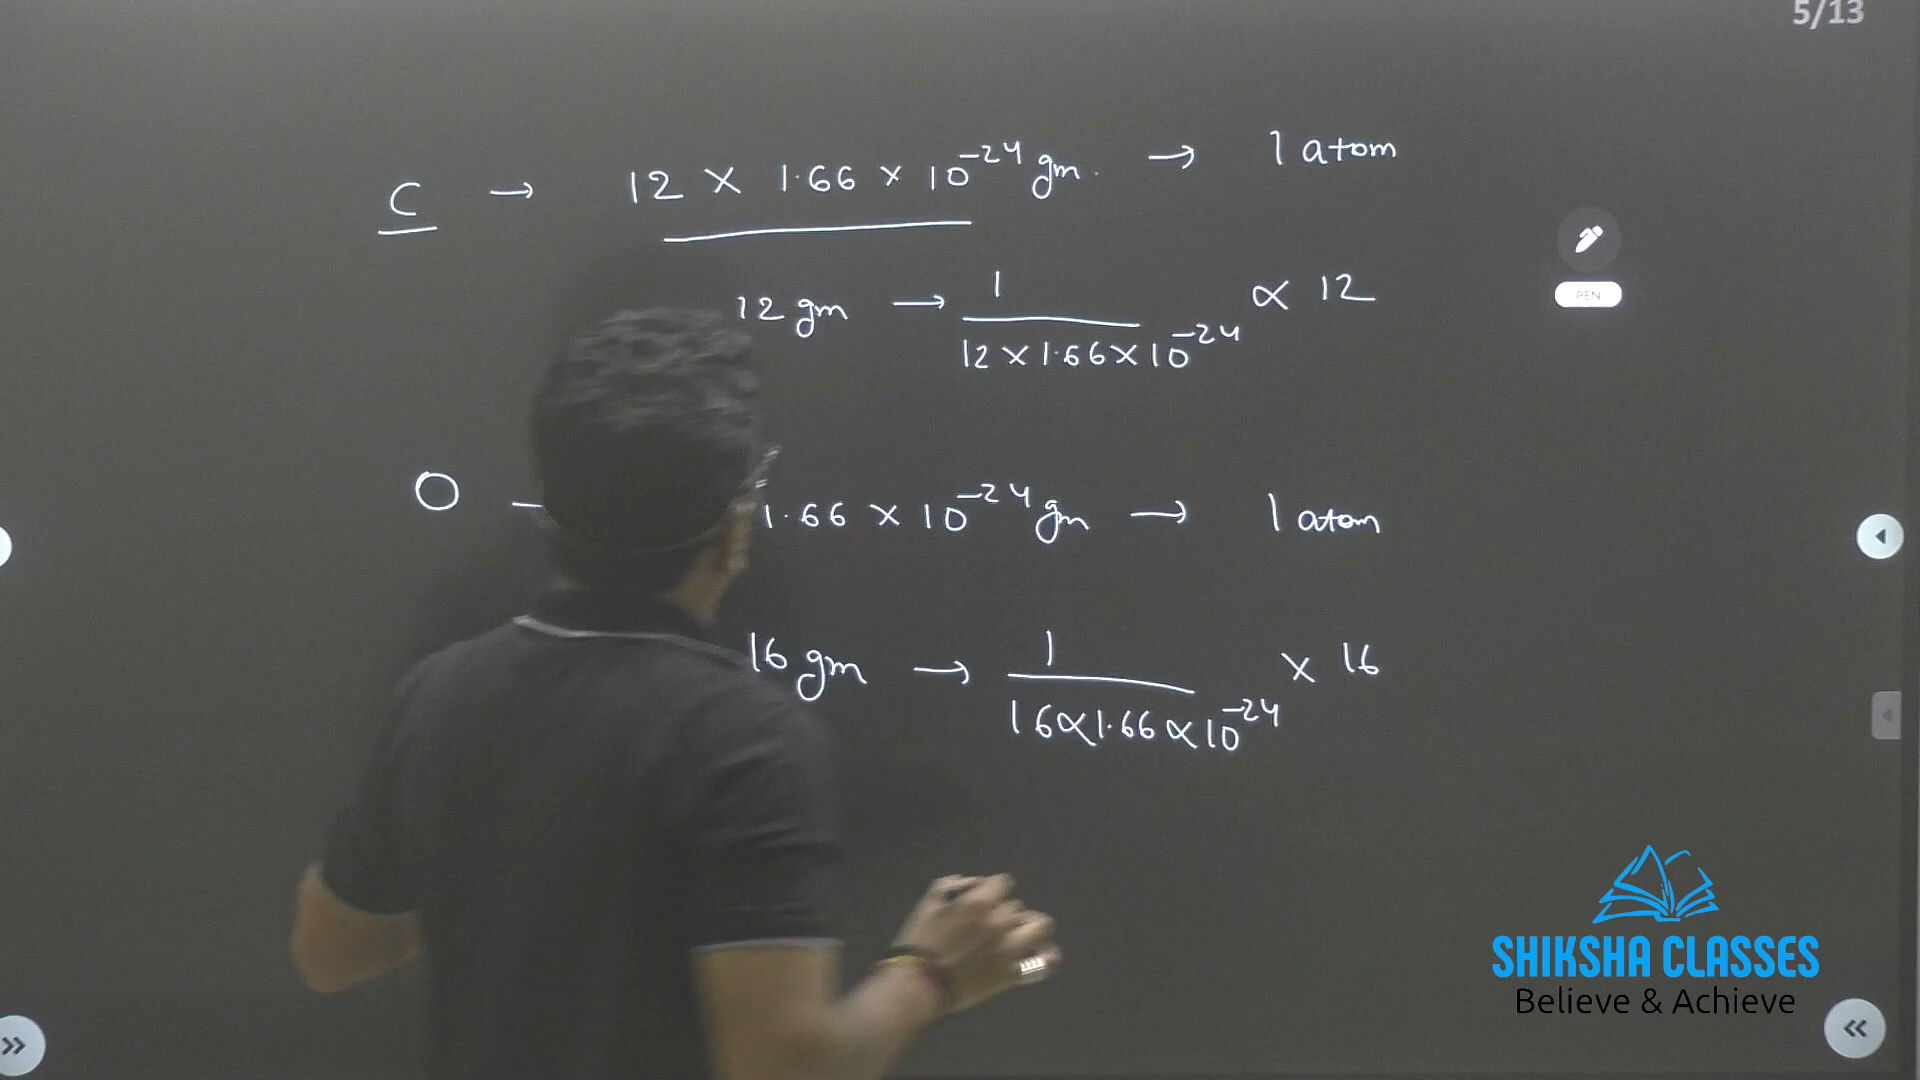 5/13
C → 12 × 1.66 × 10⁻²⁴ gm. → 1 atom
PEN
12 gm → 1/(12 × 1.66 × 10⁻²⁴) × 12
O — 1.66 × 10⁻²⁴ gm → 1 atom
16 gm → 1/(16 × 1.66 × 10⁻²⁴) × 16
SHIKSHA CLASSES
Believe & Achieve